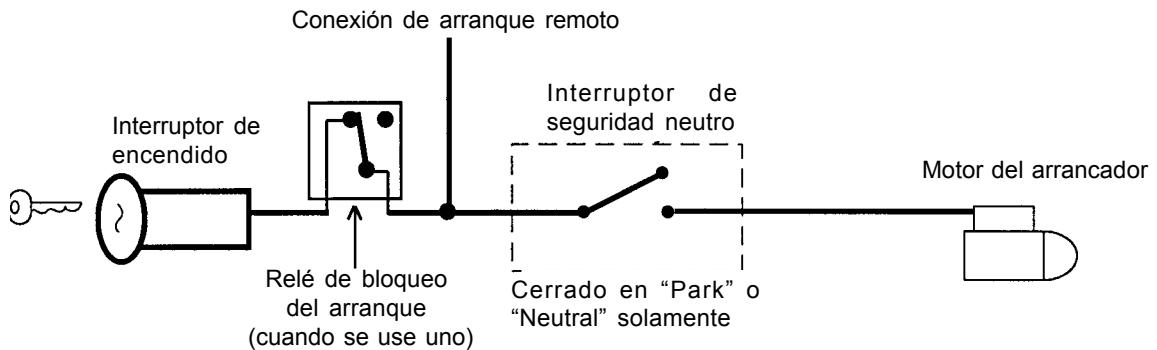 Conexión de arranque remoto
Interruptor de
encendido
Interruptor de
seguridad neutro
Motor del arrancador
Relé de bloqueo
del arranque
(cuando se use uno)
Cerrado en “Park” o
“Neutral” solamente